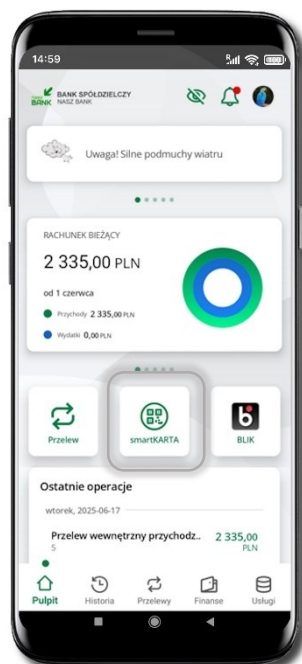 14:59
BANK SPÓŁDZIELCZY
NASZ BANK
BANK
Uwaga! Silne podmuchy wiatru
RACHUNEK BIEŻĄCY
2 335,00 PLN
od 1 czerwca
Przychody 2 335,00 PLN
Wydatki 0,00 PLN
Przelew
smartKARTA
BLIK
Ostatnie operacje
wtorek, 2025-06-17
Przelew wewnętrzny przychodz.. 2 335,00
5 PLN
Pulpit Historia Przelewy Finanse Usługi